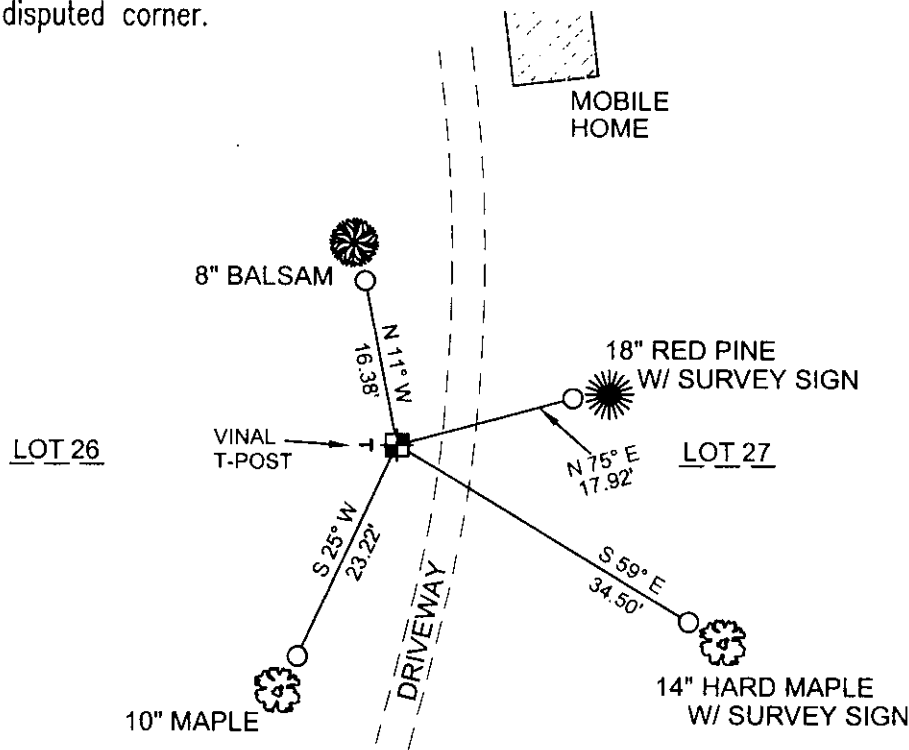 disputed corner.
MOBILE
HOME
8" BALSAM
N 11° W
16.38'
18" RED PINE
W/ SURVEY SIGN
LOT 26
VINAL
T-POST
N 75° E
17.92'
LOT 27
S 25° W
23.22'
S 59° E
34.50'
DRIVEWAY
10" MAPLE
14" HARD MAPLE
W/ SURVEY SIGN